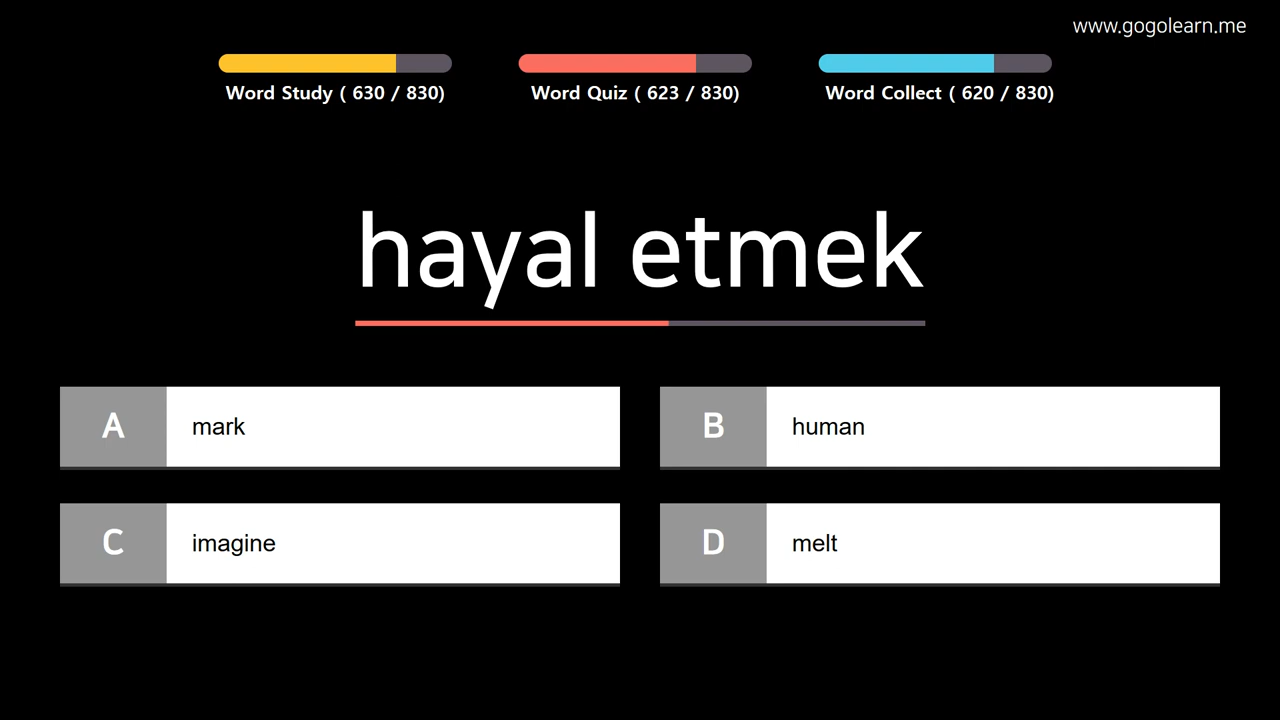 www.gogolearn.me
Word Study ( 630 / 830)
Word Quiz ( 623 / 830)
Word Collect ( 620 / 830)
hayal etmek
A mark
B human
C imagine
D melt